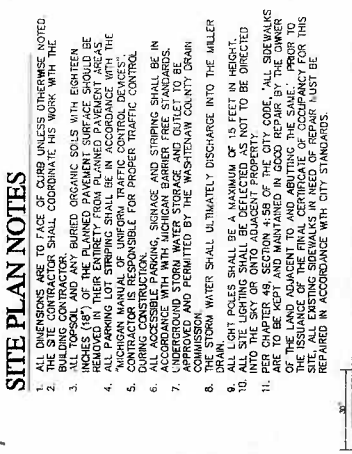 SITE PLAN NOTES
1. ALL DIMENSIONS ARE TO FACE OF CURB UNLESS OTHERWISE NOTED.
2. THE SITE CONTRACTOR SHALL COORDINATE HIS WORK WITH THE
BUILDING CONTRACTOR.
3. ALL TOPSOIL AND ANY BURIED ORGANIC SOILS WITH EIGHTEEN
INCHES (18") OF THE PLANNED PAVEMENT SURFACE SHOULD BE
REMOVED IN THEIR ENTIRETY FROM PLANNED PAVEMENT AREAS.
4. ALL PARKING LOT STRIPING SHALL BE IN ACCORDANCE WITH THE
"MICHIGAN MANUAL OF UNIFORM TRAFFIC CONTROL DEVICES".
5. CONTRACTOR IS RESPONSIBLE FOR PROPER TRAFFIC CONTROL
DURING CONSTRUCTION.
6. ALL ACCESSIBLE PARKING, SIGNAGE AND STRIPING SHALL BE IN
ACCORDANCE WITH WITH MICHIGAN BARRIER FREE STANDARDS.
7. UNDERGROUND STORM WATER STORAGE AND OUTLET TO BE
APPROVED AND PERMITTED BY THE WASHTENAW COUNTY DRAIN
COMMISSION.
8. THE STORM WATER SHALL ULTIMATELY DISCHARGE INTO THE MILLER
DRAIN.
9. ALL LIGHT POLES SHALL BE A MAXIMUM OF 15 FEET IN HEIGHT.
10. ALL SITE LIGHTING SHALL BE DEFLECTED AS NOT TO BE DIRECTED
INTO THE SKY OR ONTO ADJACENT PROPERTY.
11. PER CHAPTER 49, SECTION 4:58 OF THE CITY CODE, "ALL SIDEWALKS
ARE TO BE KEPT AND MAINTAINED IN GOOD REPAIR BY THE OWNER
OF THE LAND ADJACENT TO AND ABUTTING THE SAME." PRIOR TO
THE ISSUANCE OF THE FINAL CERTIFICATE OF OCCUPANCY FOR THIS
SITE, ALL EXISTING SIDEWALKS IN NEED OF REPAIR MUST BE
REPAIRED IN ACCORDANCE WITH CITY STANDARDS.